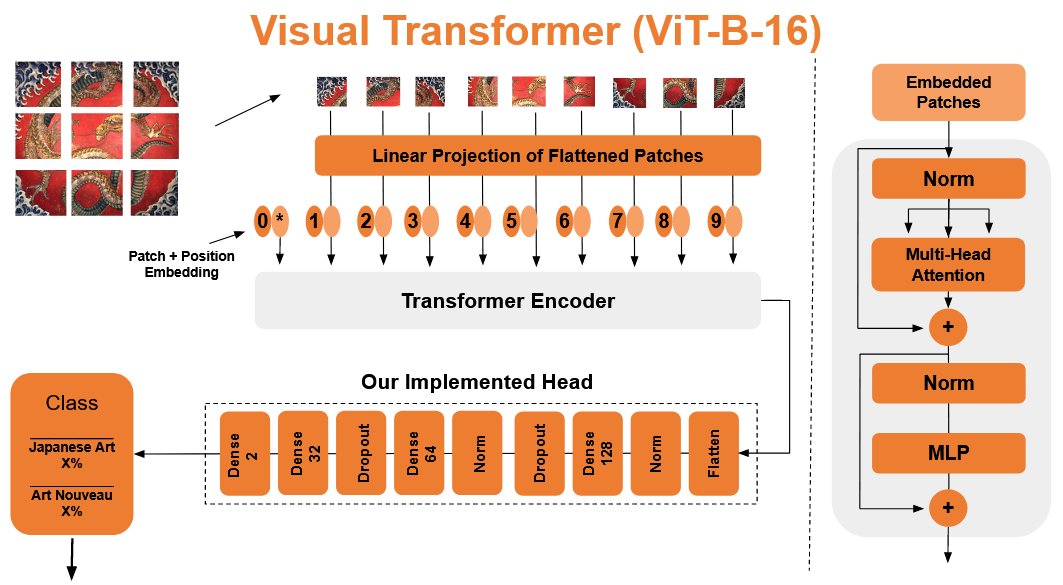 Visual Transformer (ViT-B-16)
Linear Projection of Flattened Patches
0 * 1 2 3 4 5 6 7 8 9
Patch + Position
Embedding
Transformer Encoder
Our Implemented Head
Dense
2
Dense
32
Dropout
Dense
64
Norm
Dropout
Dense
128
Norm
Flatten
Class
Japanese Art
X%
Art Nouveau
X%
Embedded
Patches
Norm
Multi-Head
Attention
+
Norm
MLP
+